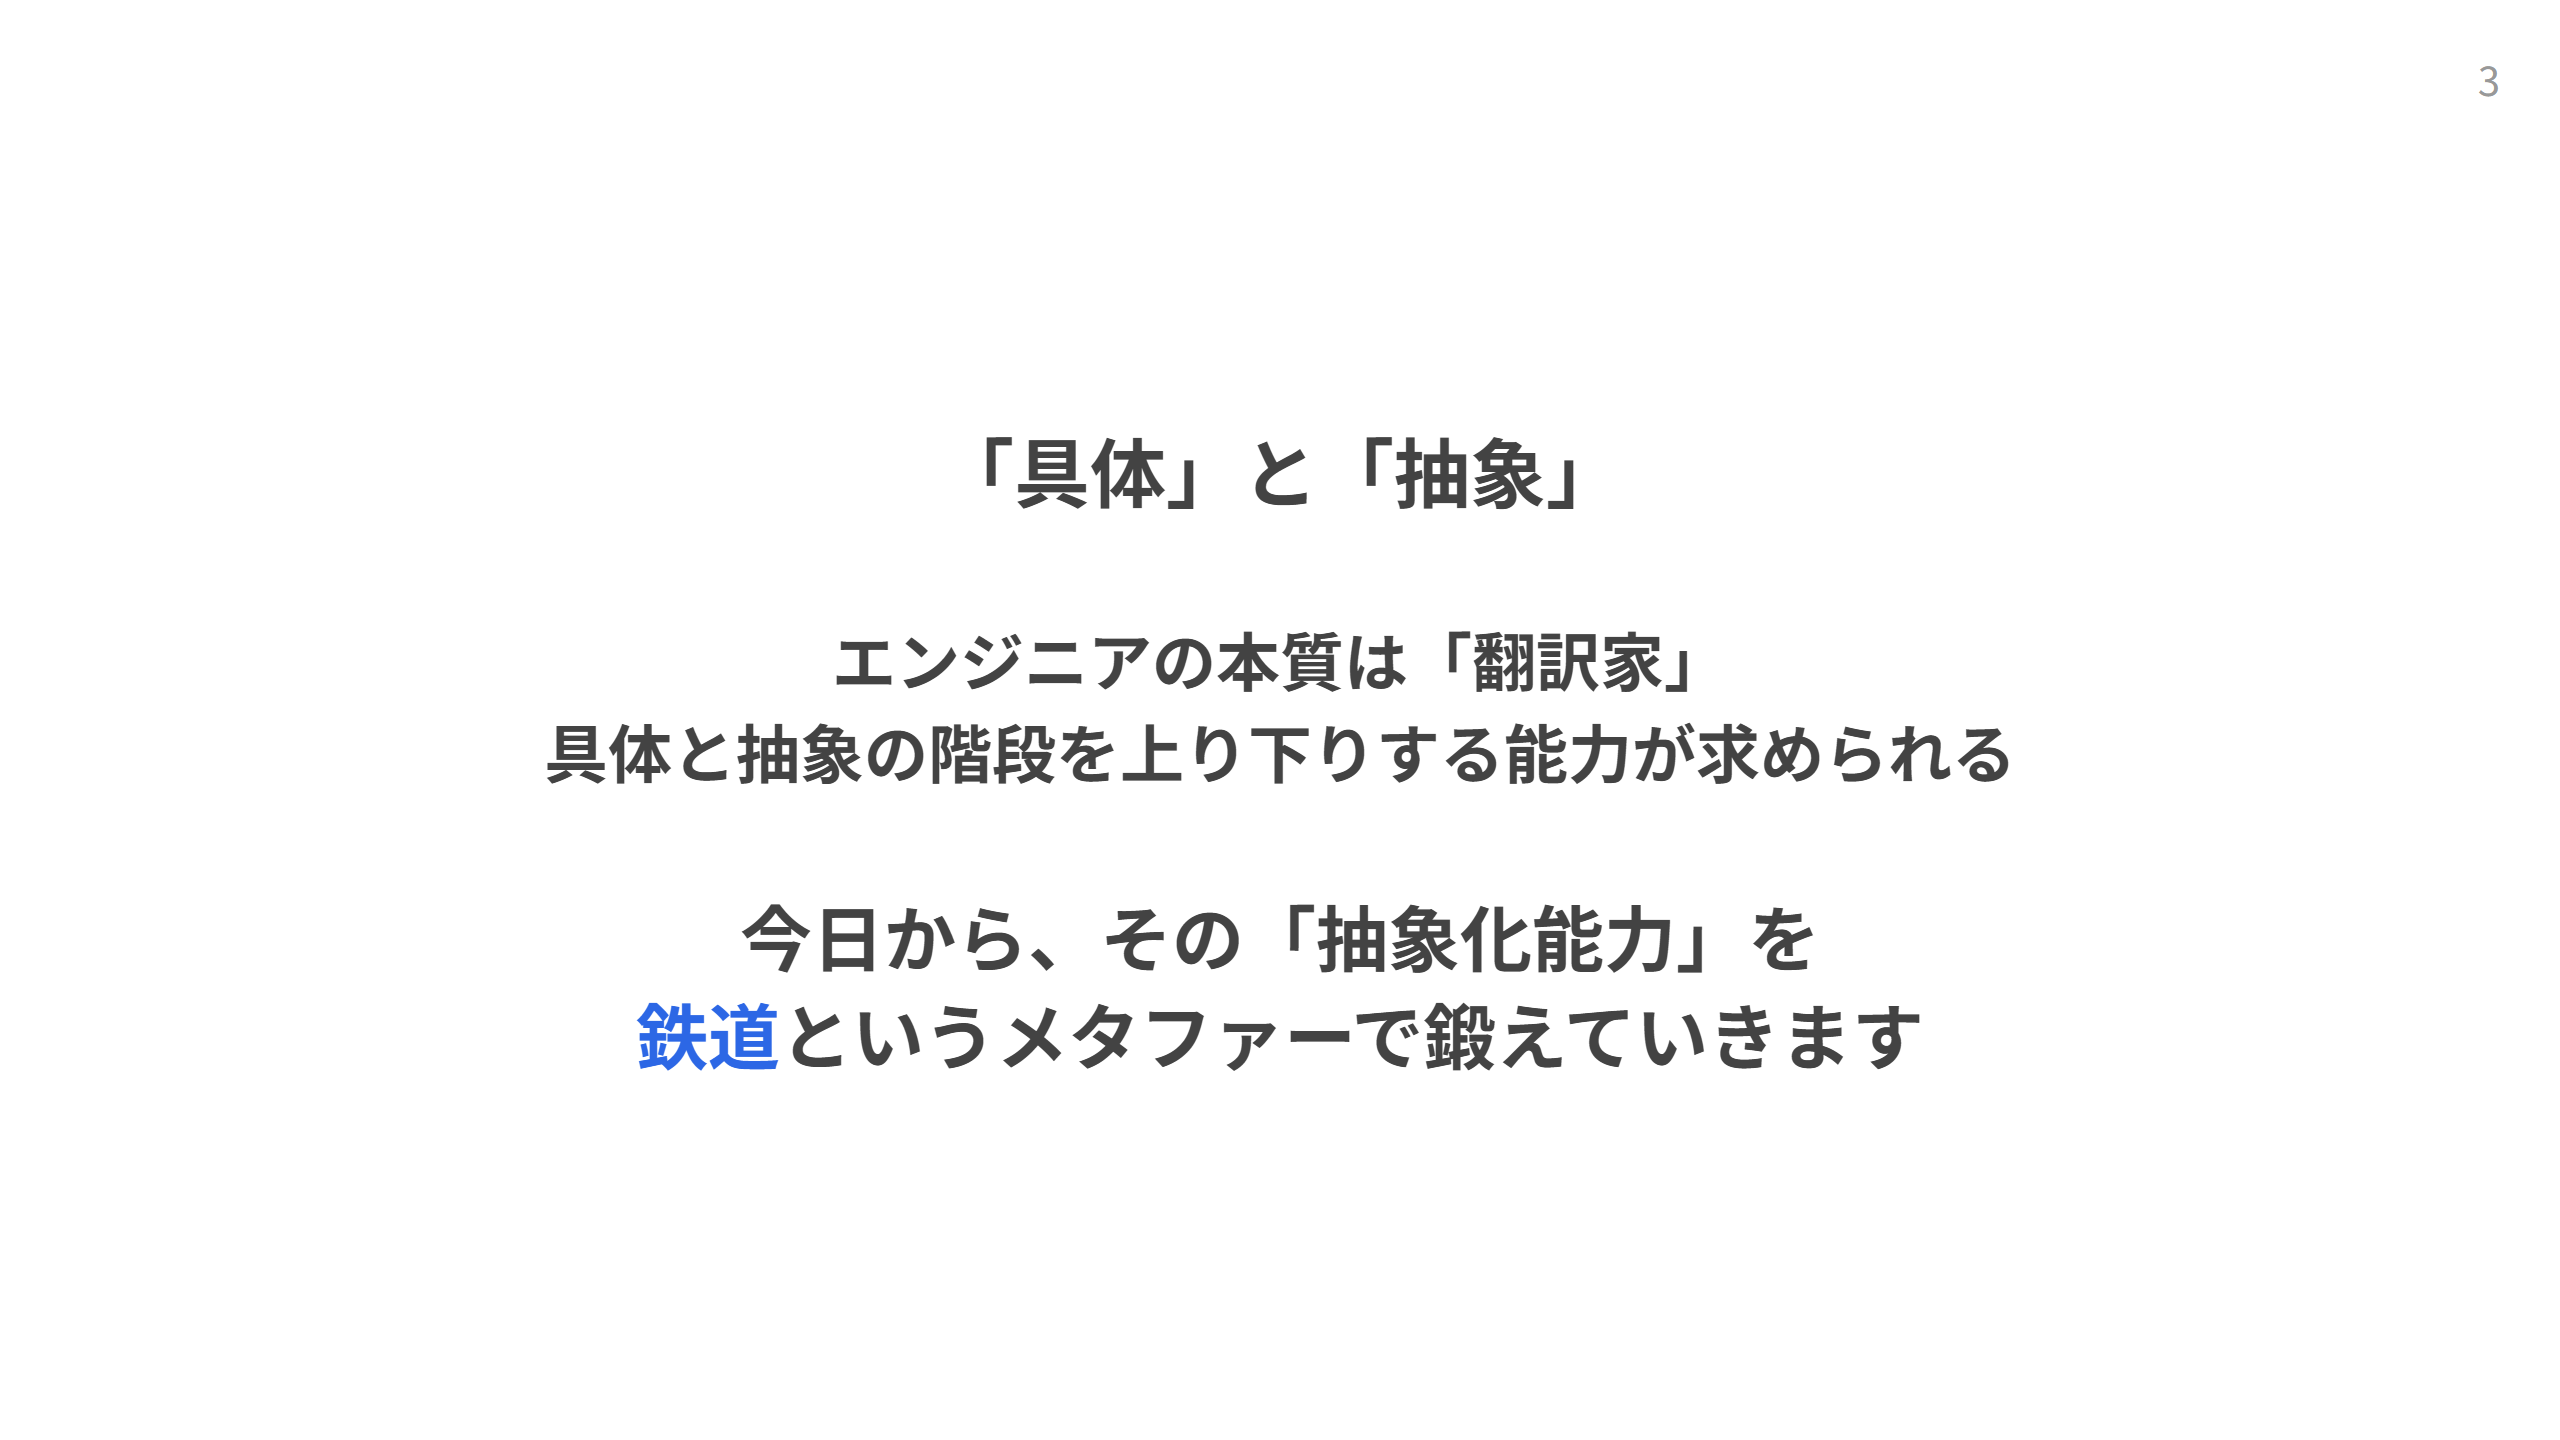 3
「具体」と「抽象」
エンジニアの本質は「翻訳家」
具体と抽象の階段を上り下りする能力が求められる
今日から、その「抽象化能力」を
鉄道というメタファーで鍛えていきます